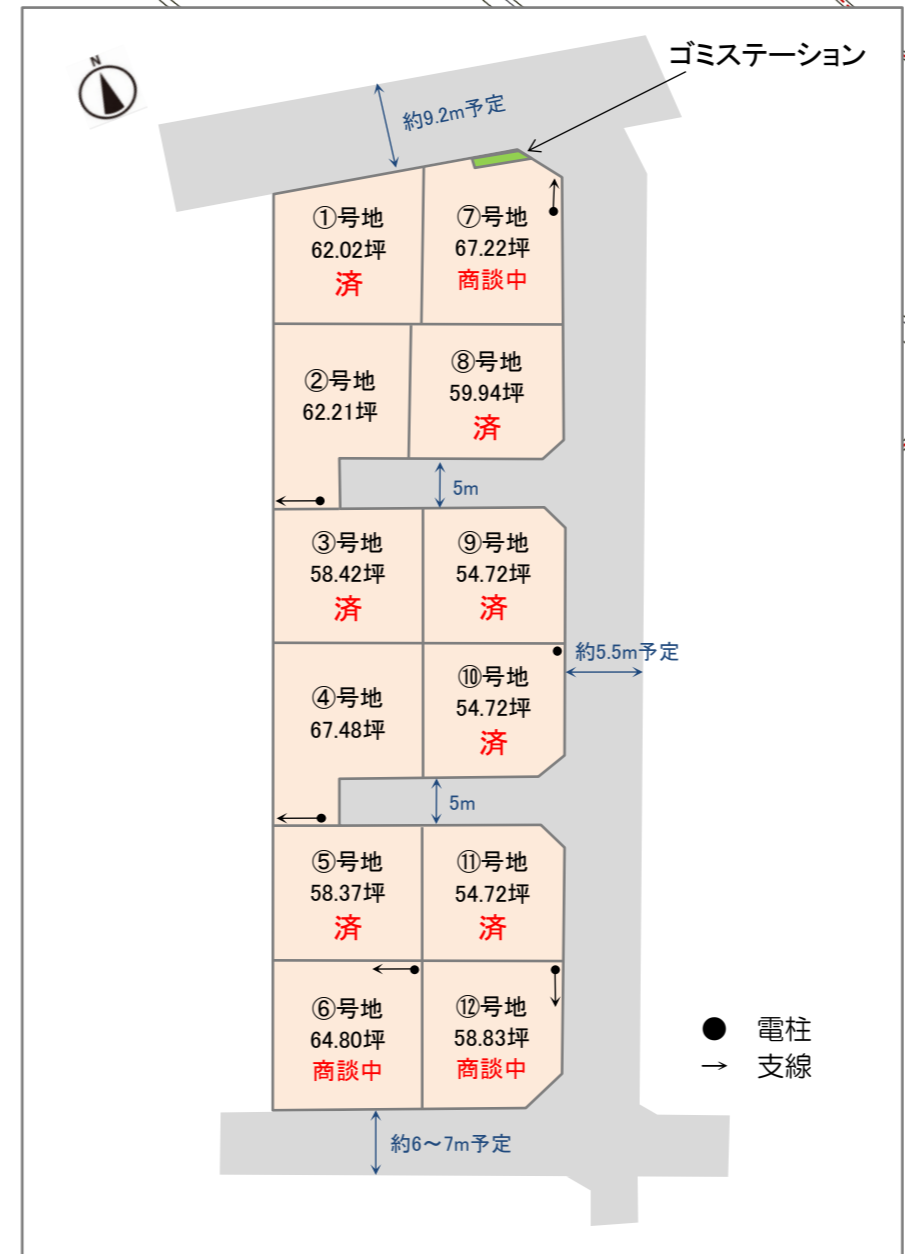 N
ゴミステーション
約9.2m予定
①号地
62.02坪
済
⑦号地
67.22坪
商談中
②号地
62.21坪
⑧号地
59.94坪
済
5m
③号地
58.42坪
済
⑨号地
54.72坪
済
約5.5m予定
④号地
67.48坪
⑩号地
54.72坪
済
5m
⑤号地
58.37坪
済
⑪号地
54.72坪
済
⑥号地
64.80坪
商談中
⑫号地
58.83坪
商談中
● 電柱
→ 支線
約6～7m予定